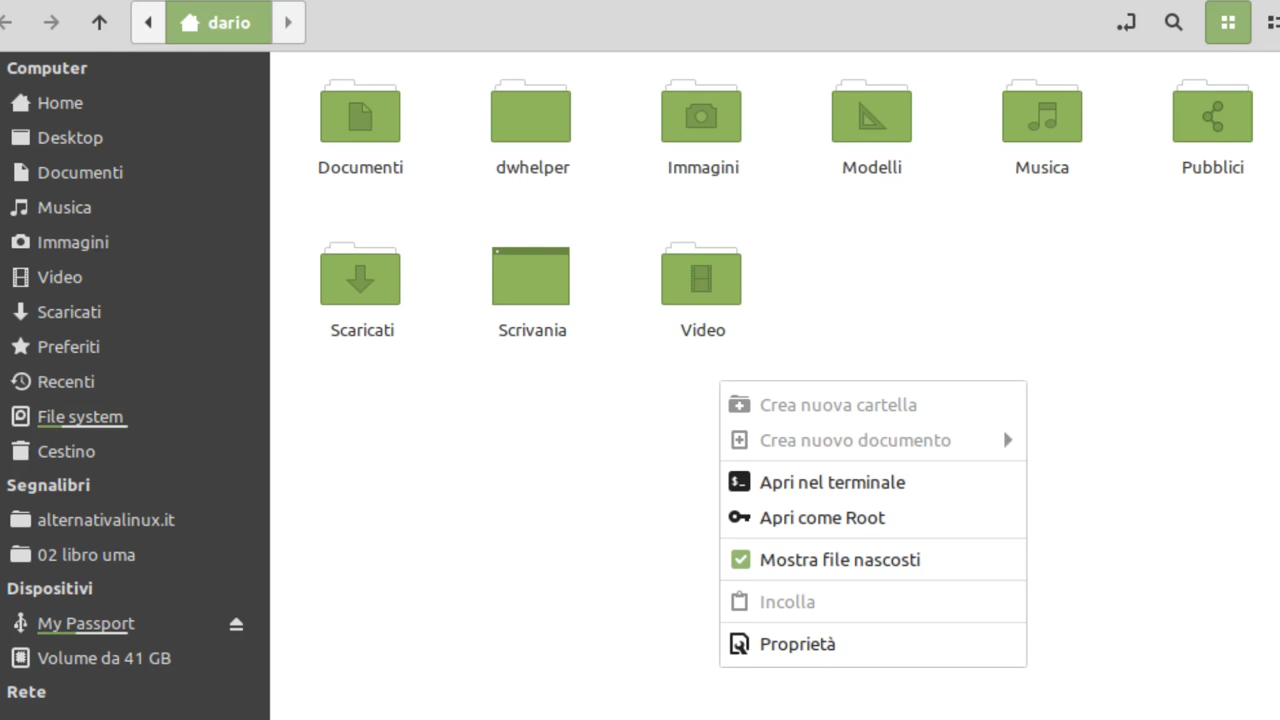 dario
Computer
Home
Desktop
Documenti
Musica
Immagini
Video
Scaricati
Preferiti
Recenti
File system
Cestino
Segnalibri
alternativalinux.it
02 libro uma
Dispositivi
My Passport
Volume da 41 GB
Rete
Documenti
dwhelper
Immagini
Modelli
Musica
Pubblici
Scaricati
Scrivania
Video
Crea nuova cartella
Crea nuovo documento
Apri nel terminale
Apri come Root
Mostra file nascosti
Incolla
Proprietà